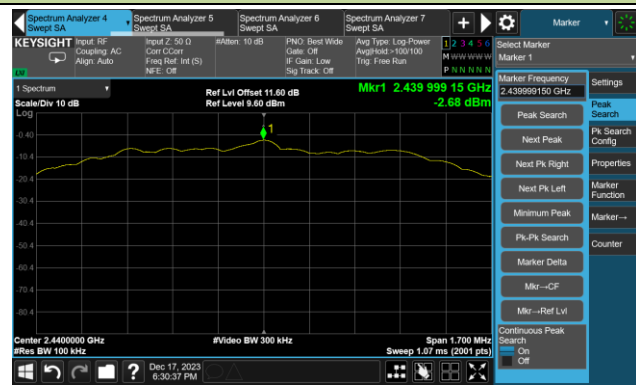 Spectrum Analyzer 4
Swept SA
Spectrum Analyzer 5
Swept SA
Spectrum Analyzer 6
Swept SA
Spectrum Analyzer 7
Swept SA
+
Marker
KEYSIGHT
Input: RF
Coupling: AC
Align: Auto
Input Z: 50 Ω
Corr CCorr
Freq Ref: Int (S)
NFE: Off
#Atten: 10 dB
PNO: Best Wide
Gate: Off
IF Gain: Low
Sig Track: Off
Avg Type: Log-Power
Avg|Hold:>100/100
Trig: Free Run
1 2 3 4 5 6
M W W W W W
P N N N N N
Select Marker
Marker 1
LVI
1 Spectrum
Scale/Div 10 dB
Log
Ref Lvl Offset 11.60 dB
Ref Level 9.60 dBm
Mkr1 2.439 999 15 GHz
-2.68 dBm
1
-0.40
-10.4
-20.4
-30.4
-40.4
-50.4
-60.4
-70.4
-80.4
Center 2.4400000 GHz
#Res BW 100 kHz
#Video BW 300 kHz
Span 1.700 MHz
Sweep 1.07 ms (2001 pts)
Marker Frequency
2.439999150 GHz
Peak Search
Next Peak
Next Pk Right
Next Pk Left
Minimum Peak
Pk-Pk Search
Marker Delta
Mkr→CF
Mkr→Ref Lvl
Continuous Peak
Search
On
Off
Settings
Peak
Search
Pk Search
Config
Properties
Marker
Function
Marker→
Counter
?
Dec 17, 2023
6:30:37 PM